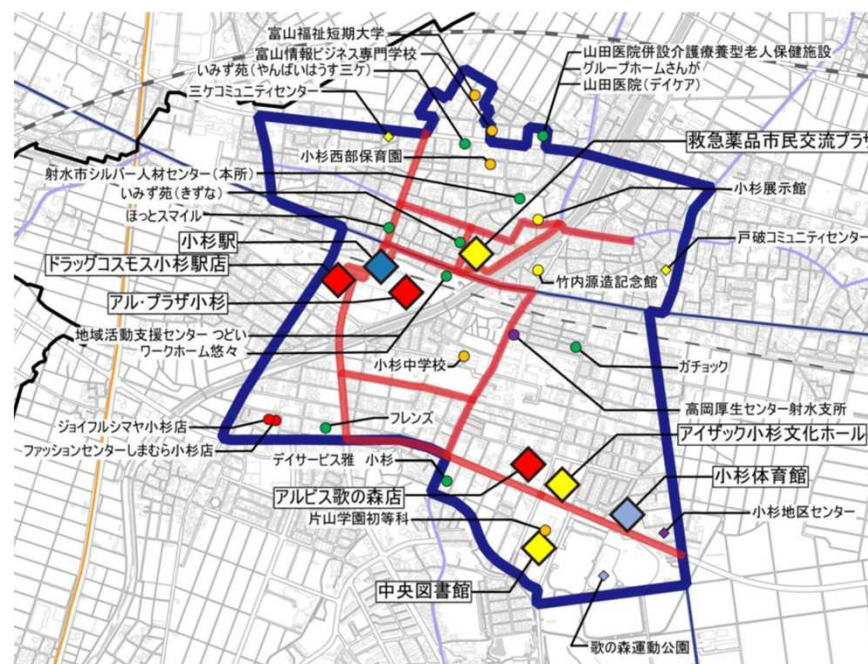 富山福祉短期大学
富山情報ビジネス専門学校
いみず苑(やんばいはうす三ケ)
三ケコミュニティセンター
山田医院併設介護療養型老人保健施設
グループホームさんが
山田医院(デイケア)
救急薬品市民交流プラザ
小杉西部保育園
射水市シルバー人材センター(本所)
いみず苑(きずな)
ほっとスマイル
小杉展示館
小杉駅
戸破コミュニティセンター
ドラッグコスモス小杉駅店
アル・プラザ小杉
竹内源造記念館
地域活動支援センター つどい
ワークホーム悠々
小杉中学校
ガチョック
高岡厚生センター射水支所
ジョイフルシマヤ小杉店
フレンズ
ファッションセンターしまむら小杉店
アイザック小杉文化ホール
デイサービス雅 小杉
小杉体育館
アルビス歌の森店
小杉地区センター
片山学園初等科
中央図書館
歌の森運動公園